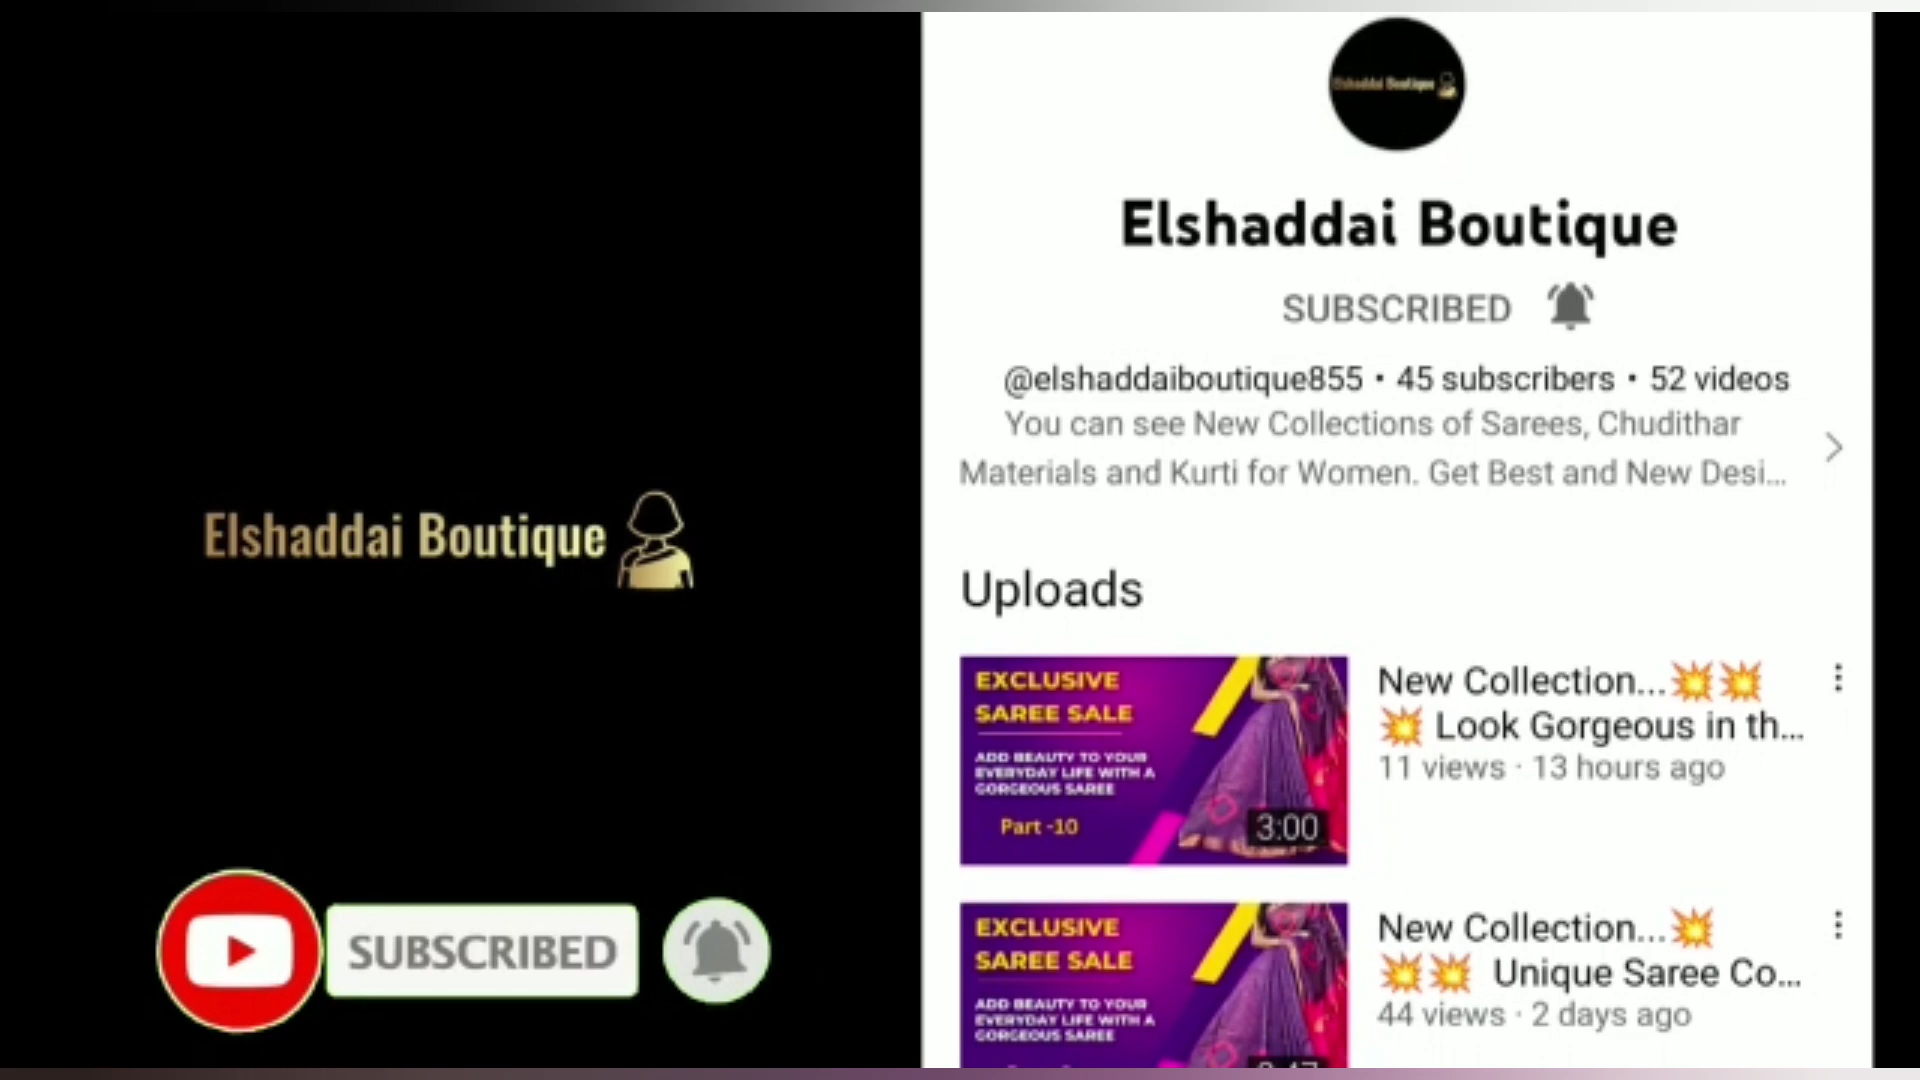 Elshaddai Boutique
SUBSCRIBED
Elshaddai Boutique
Elshaddai Boutique
SUBSCRIBED
@elshaddaiboutique855 • 45 subscribers • 52 videos
You can see New Collections of Sarees, Chudithar
Materials and Kurti for Women. Get Best and New Desi...
Uploads
EXCLUSIVE
SAREE SALE
ADD BEAUTY TO YOUR
EVERYDAY LIFE WITH A
GORGEOUS SAREE
Part -10
3:00
New Collection...💥💥
💥 Look Gorgeous in th...
11 views · 13 hours ago
EXCLUSIVE
SAREE SALE
ADD BEAUTY TO YOUR
EVERYDAY LIFE WITH A
GORGEOUS SAREE
New Collection...💥
💥💥 Unique Saree Co...
44 views · 2 days ago